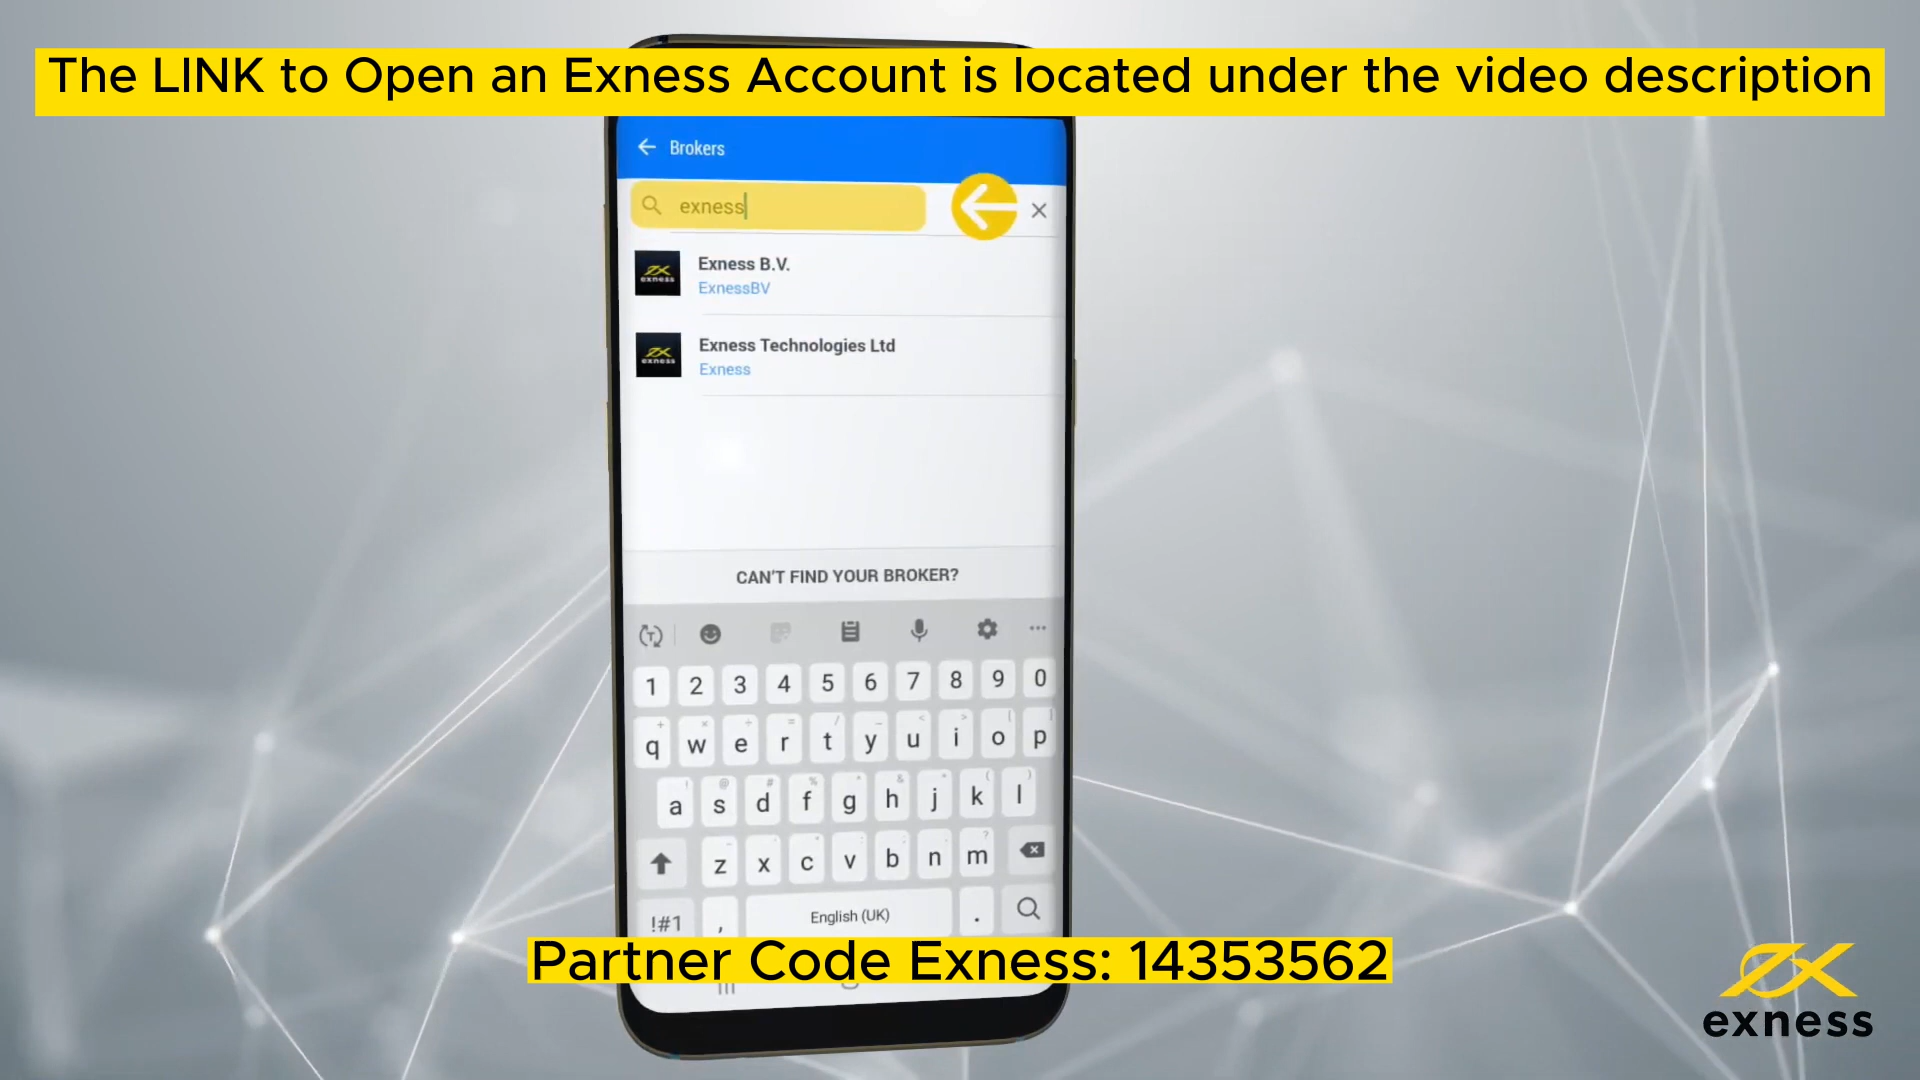 The LINK to Open an Exness Account is located under the video description
Brokers
exness
exness
Exness B.V.
ExnessBV
exness
Exness Technologies Ltd
Exness
CAN'T FIND YOUR BROKER?
1 2 3 4 5 6 7 8 9 0
q w e r t y u i o p
a s d f g h j k l
z x c v b n m
!#1 , English (UK) .
Partner Code Exness: 14353562
exness